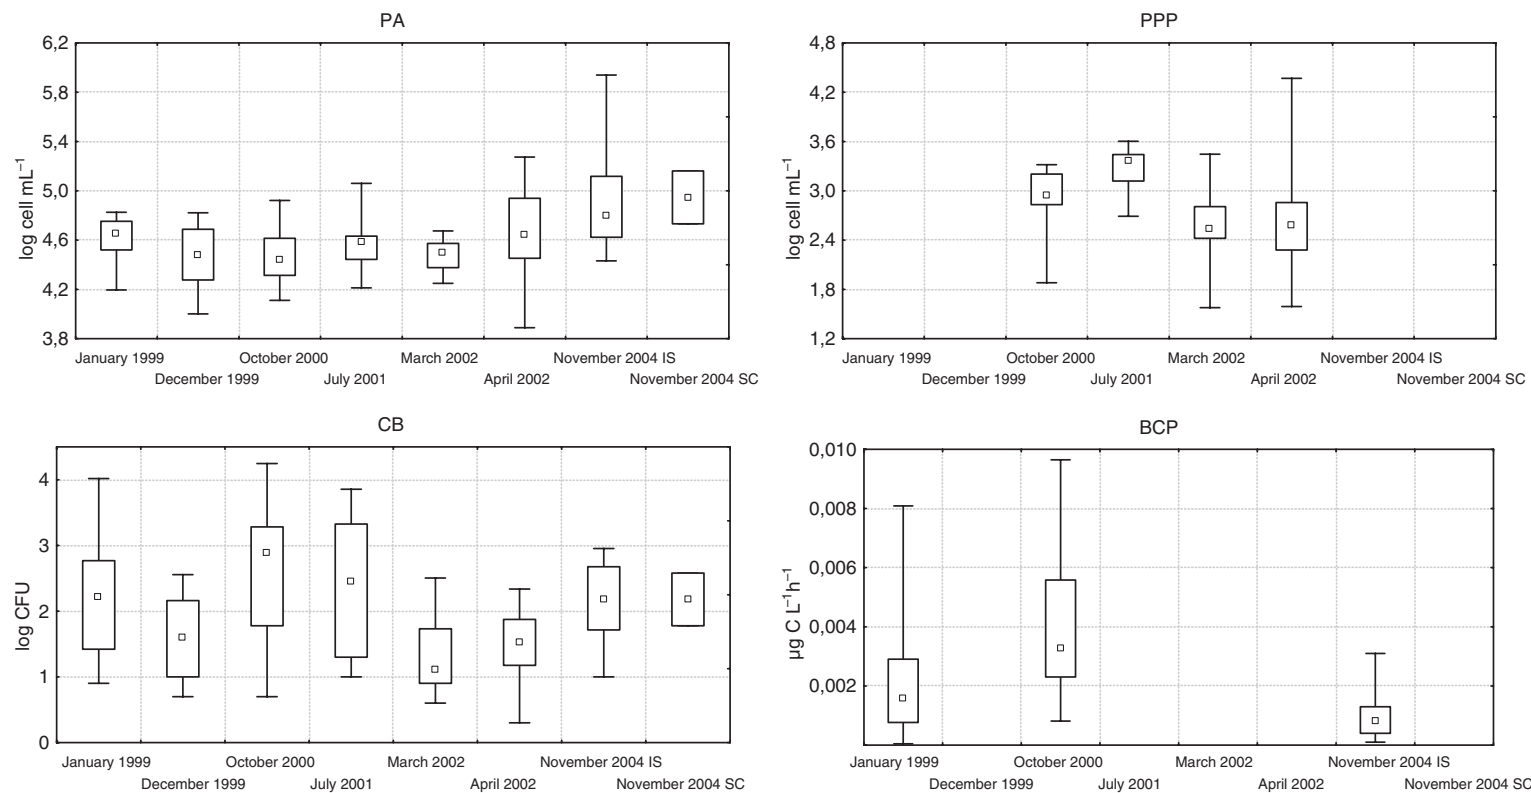 PA
6,2
5,8
5,4
5,0
4,6
4,2
3,8
log cell mL⁻¹
January 1999
October 2000
March 2002
November 2004 IS
December 1999
July 2001
April 2002
November 2004 SC
PPP
4,8
4,2
3,6
3,0
2,4
1,8
1,2
log cell mL⁻¹
January 1999
October 2000
March 2002
November 2004 IS
December 1999
July 2001
April 2002
November 2004 SC
CB
4
3
2
1
0
log CFU
January 1999
October 2000
March 2002
November 2004 IS
December 1999
July 2001
April 2002
November 2004 SC
BCP
0,010
0,008
0,006
0,004
0,002
µg C L⁻¹h⁻¹
January 1999
October 2000
March 2002
November 2004 IS
December 1999
July 2001
April 2002
November 2004 SC